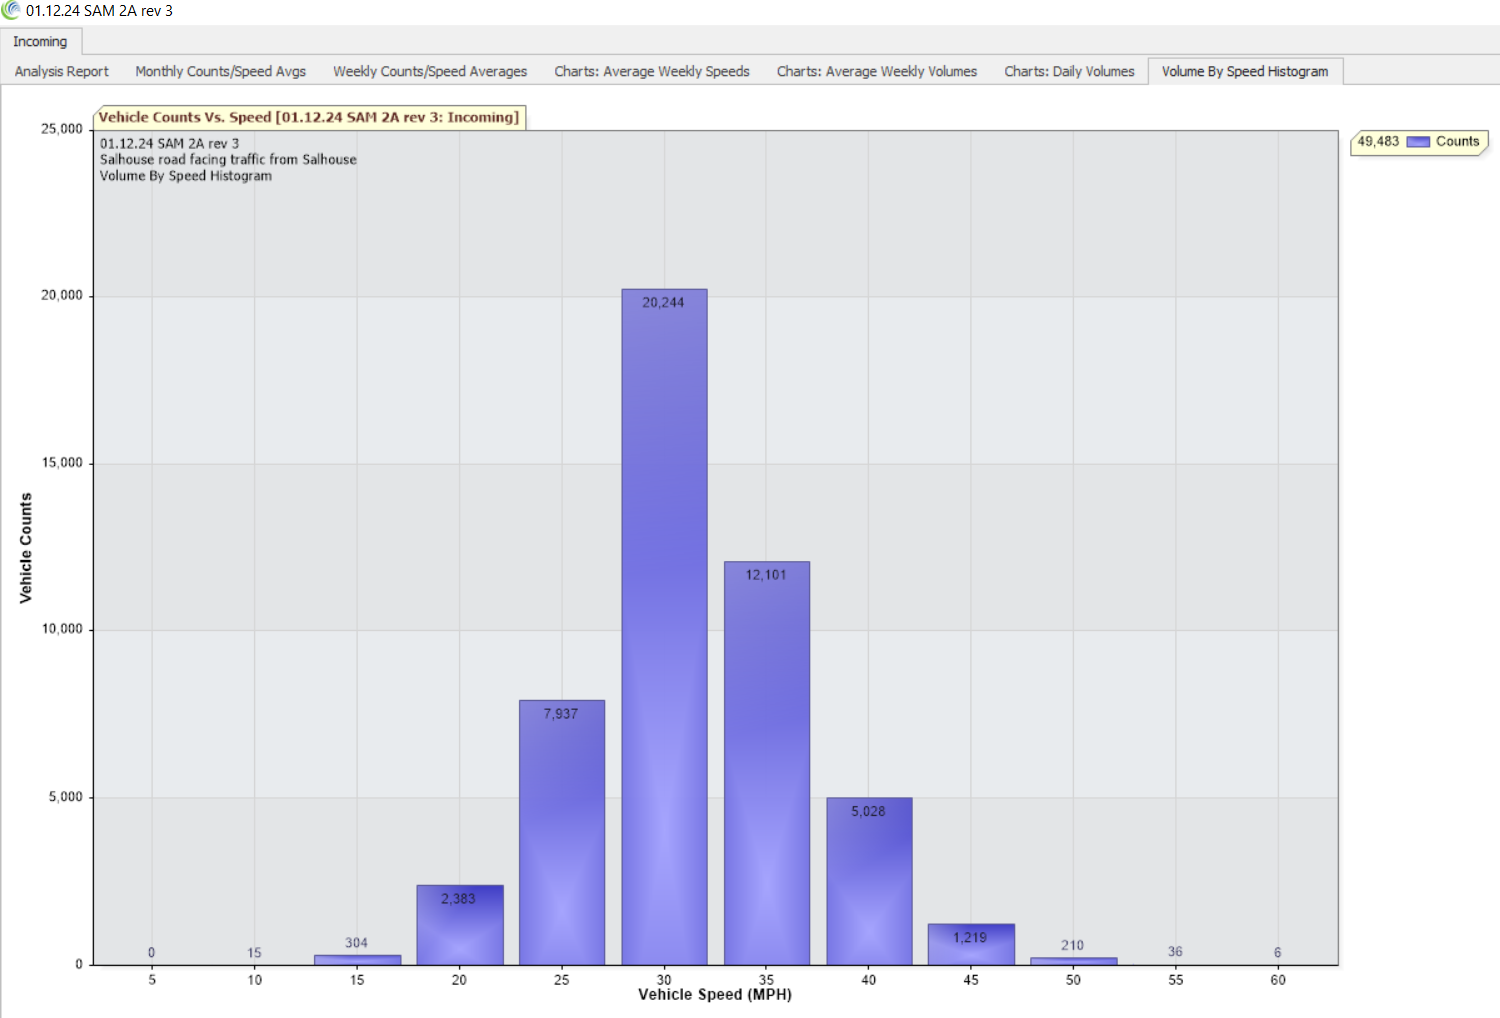 01.12.24 SAM 2A rev 3
Incoming
Analysis Report Monthly Counts/Speed Avgs Weekly Counts/Speed Averages Charts: Average Weekly Speeds Charts: Average Weekly Volumes Charts: Daily Volumes Volume By Speed Histogram
Vehicle Counts Vs. Speed [01.12.24 SAM 2A rev 3: Incoming]
01.12.24 SAM 2A rev 3
Salhouse road facing traffic from Salhouse
Volume By Speed Histogram
49,483 Counts
25,000
20,000
15,000
10,000
5,000
0
Vehicle Counts
0 15 304 2,383 7,937 20,244 12,101 5,028 1,219 210 36 6
5 10 15 20 25 30 35 40 45 50 55 60
Vehicle Speed (MPH)